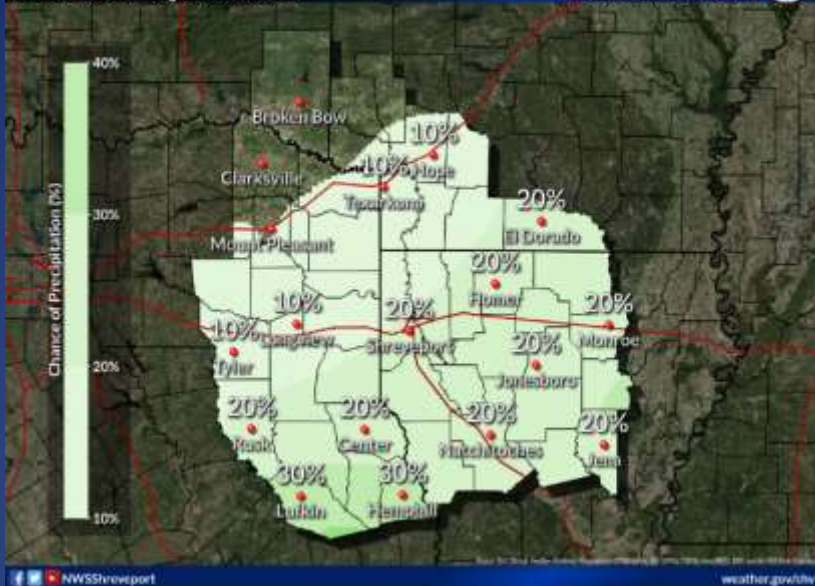 40%
30%
20%
10%
Chance of Precipitation (%)
Broken Bow
Clarksville
10%
Hope
10%
Texarkana
Mount Pleasant
20%
El Dorado
20%
Homer
10%
Longview
20%
Shreveport
20%
Monroe
10%
Tyler
20%
Jonesboro
20%
Rusk
20%
Center
20%
Natchitoches
20%
Jena
30%
Lufkin
30%
Hemphill
NWSShreveport
weather.gov/shv